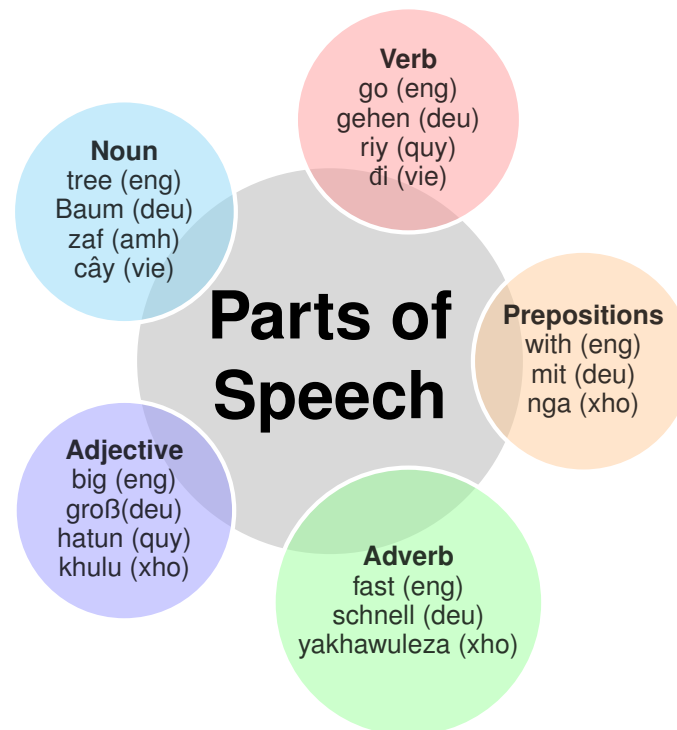 Verb
go (eng)
gehen (deu)
riy (quy)
đi (vie)
Noun
tree (eng)
Baum (deu)
zaf (amh)
cây (vie)
Parts of
Speech
Prepositions
with (eng)
mit (deu)
nga (xho)
Adjective
big (eng)
groß(deu)
hatun (quy)
khulu (xho)
Adverb
fast (eng)
schnell (deu)
yakhawuleza (xho)